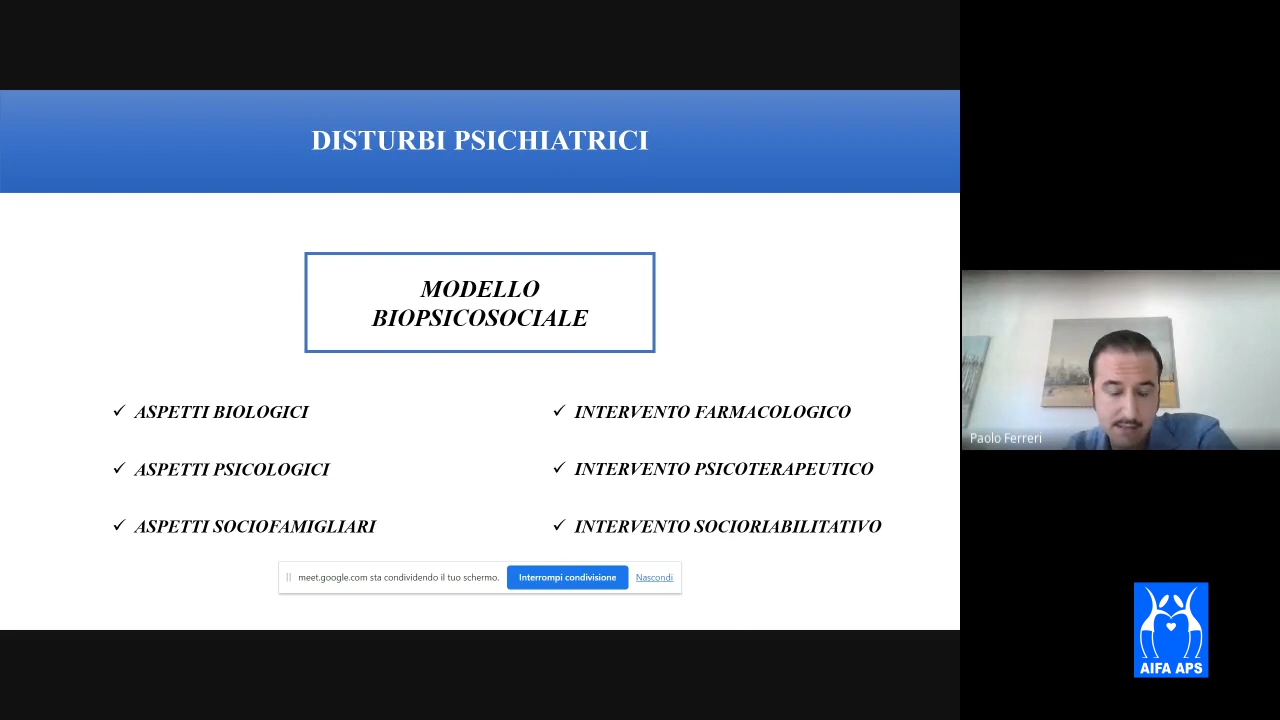 DISTURBI PSICHIATRICI
MODELLO
BIOPSICOSOCIALE
ASPETTI BIOLOGICI
ASPETTI PSICOLOGICI
ASPETTI SOCIOFAMIGLIARI
INTERVENTO FARMACOLOGICO
INTERVENTO PSICOTERAPEUTICO
INTERVENTO SOCIORIABILITATIVO
meet.google.com sta condividendo il tuo schermo. Interrompi condivisione Nascondi
Paolo Ferreri
AIFA APS